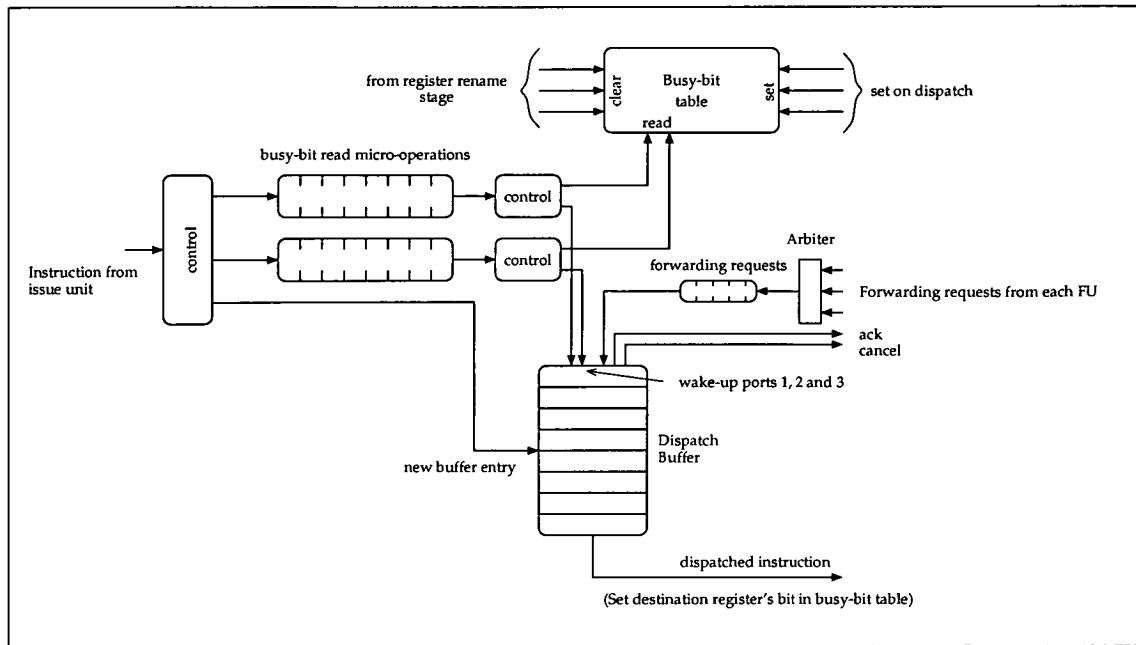 from register rename
stage
clear
Busy-bit
table
set
read
set on dispatch
busy-bit read micro-operations
control
control
control
Instruction from
issue unit
Arbiter
forwarding requests
Forwarding requests from each FU
ack
cancel
wake-up ports 1, 2 and 3
Dispatch
Buffer
new buffer entry
dispatched instruction
(Set destination register's bit in busy-bit table)